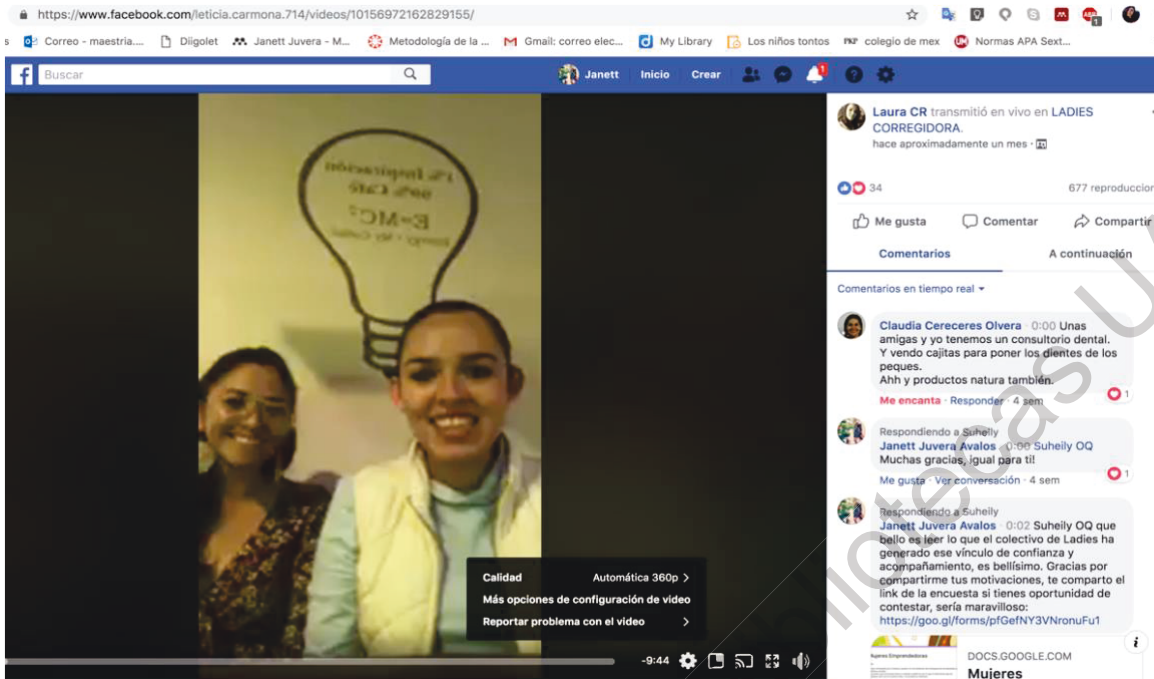 https://www.facebook.com/leticia.carmona.714/videos/10156972162829155/
s Correo - maestria.... Diigolet Janett Juvera - M... Metodología de la ... Gmail: correo elec... My Library Los niños tontos colegio de mex Normas APA Sext...
Buscar Janett Inicio Crear 1
Laura CR transmitió en vivo en LADIES
CORREGIDORA.
hace aproximadamente un mes ·
34 677 reproduccion
Me gusta Comentar Compartir
Comentarios A continuación
Comentarios en tiempo real
Claudia Cereceres Olvera · 0:00 Unas
amigas y yo tenemos un consultorio dental.
Y vendo cajitas para poner los dientes de los
peques.
Ahh y productos natura también.
Me encanta · Responder · 4 sem 1
Respondiendo a Suheily
Janett Juvera Avalos · 0:00 Suheily OQ
Muchas gracias, igual para ti!
Me gusta · Ver conversación · 4 sem 1
Respondiendo a Suheily
Janett Juvera Avalos · 0:02 Suheily OQ que
bello es leer lo que el colectivo de Ladies ha
generado ese vínculo de confianza y
acompañamiento, es bellísimo. Gracias por
compartirme tus motivaciones, te comparto el
link de la encuesta si tienes oportunidad de
contestar, sería maravilloso:
https://goo.gl/forms/pfGefNY3VNronuFu1
DOCS.GOOGLE.COM
Mujeres
1% Inspiración
99% Café
E=MC²
Calidad Automática 360p >
Más opciones de configuración de video
Reportar problema con el video >
-9:44